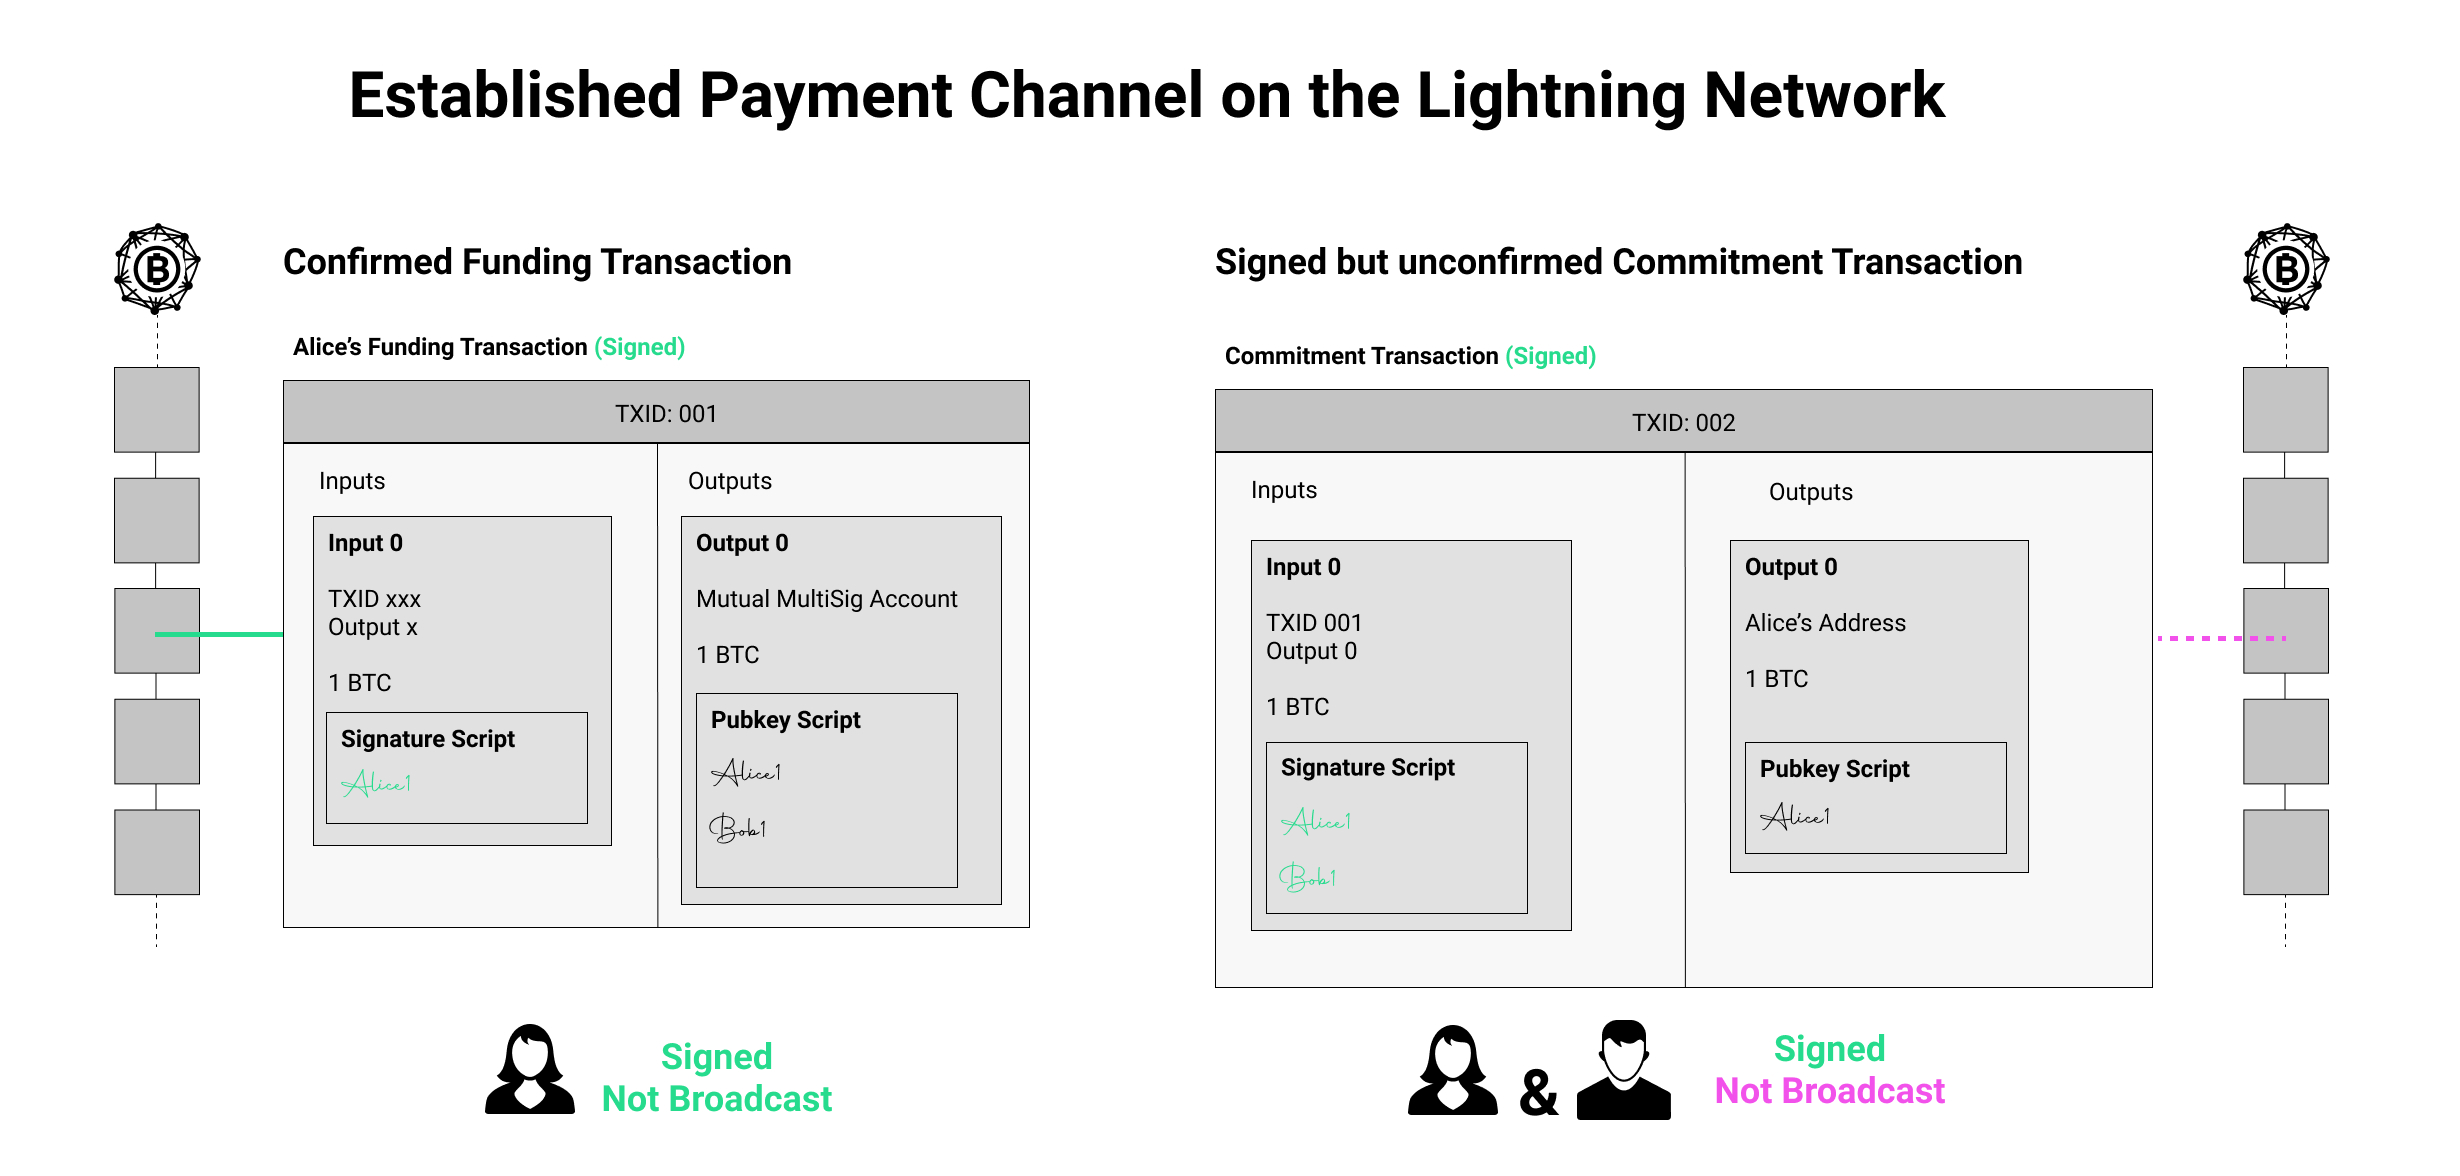 Established Payment Channel on the Lightning Network
Confirmed Funding Transaction
Alice’s Funding Transaction (Signed)
TXID: 001
Inputs
Input 0
TXID xxx
Output x
1 BTC
Signature Script
Alice1
Outputs
Output 0
Mutual MultiSig Account
1 BTC
Pubkey Script
Alice1
Bob1
Signed
Not Broadcast
Signed but unconfirmed Commitment Transaction
Commitment Transaction (Signed)
TXID: 002
Inputs
Input 0
TXID 001
Output 0
1 BTC
Signature Script
Alice1
Bob1
Outputs
Output 0
Alice’s Address
1 BTC
Pubkey Script
Alice1
&
Signed
Not Broadcast